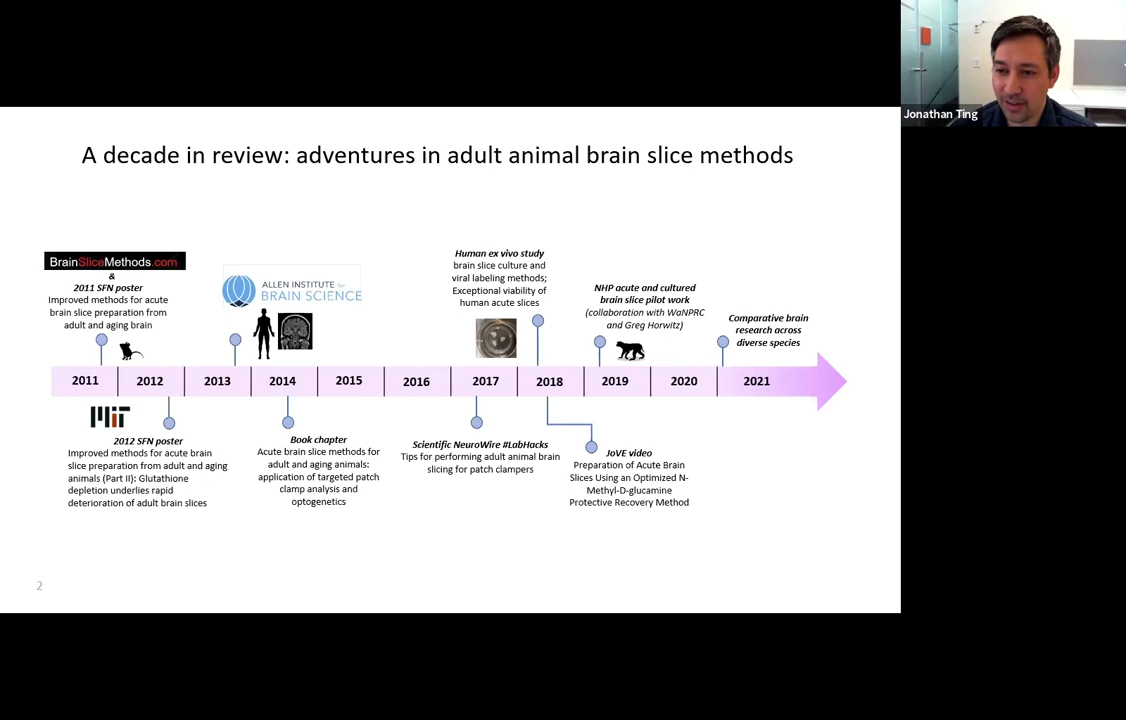 Jonathan Ting
A decade in review: adventures in adult animal brain slice methods
BrainSliceMethods.com
&
2011 SFN poster
Improved methods for acute
brain slice preparation from
adult and aging brain
ALLEN INSTITUTE for
BRAIN SCIENCE
Human ex vivo study
brain slice culture and
viral labeling methods;
Exceptional viability of
human acute slices
NHP acute and cultured
brain slice pilot work
(collaboration with WaNPRC
and Greg Horwitz)
Comparative brain
research across
diverse species
2011 2012 2013 2014 2015 2016 2017 2018 2019 2020 2021
MIT
2012 SFN poster
Improved methods for acute brain
slice preparation from adult and aging
animals (Part II): Glutathione
depletion underlies rapid
deterioration of adult brain slices
Book chapter
Acute brain slice methods for
adult and aging animals:
application of targeted patch
clamp analysis and
optogenetics
Scientific NeuroWire #LabHacks
Tips for performing adult animal brain
slicing for patch clampers
JoVE video
Preparation of Acute Brain
Slices Using an Optimized N-
Methyl-D-glucamine
Protective Recovery Method
2